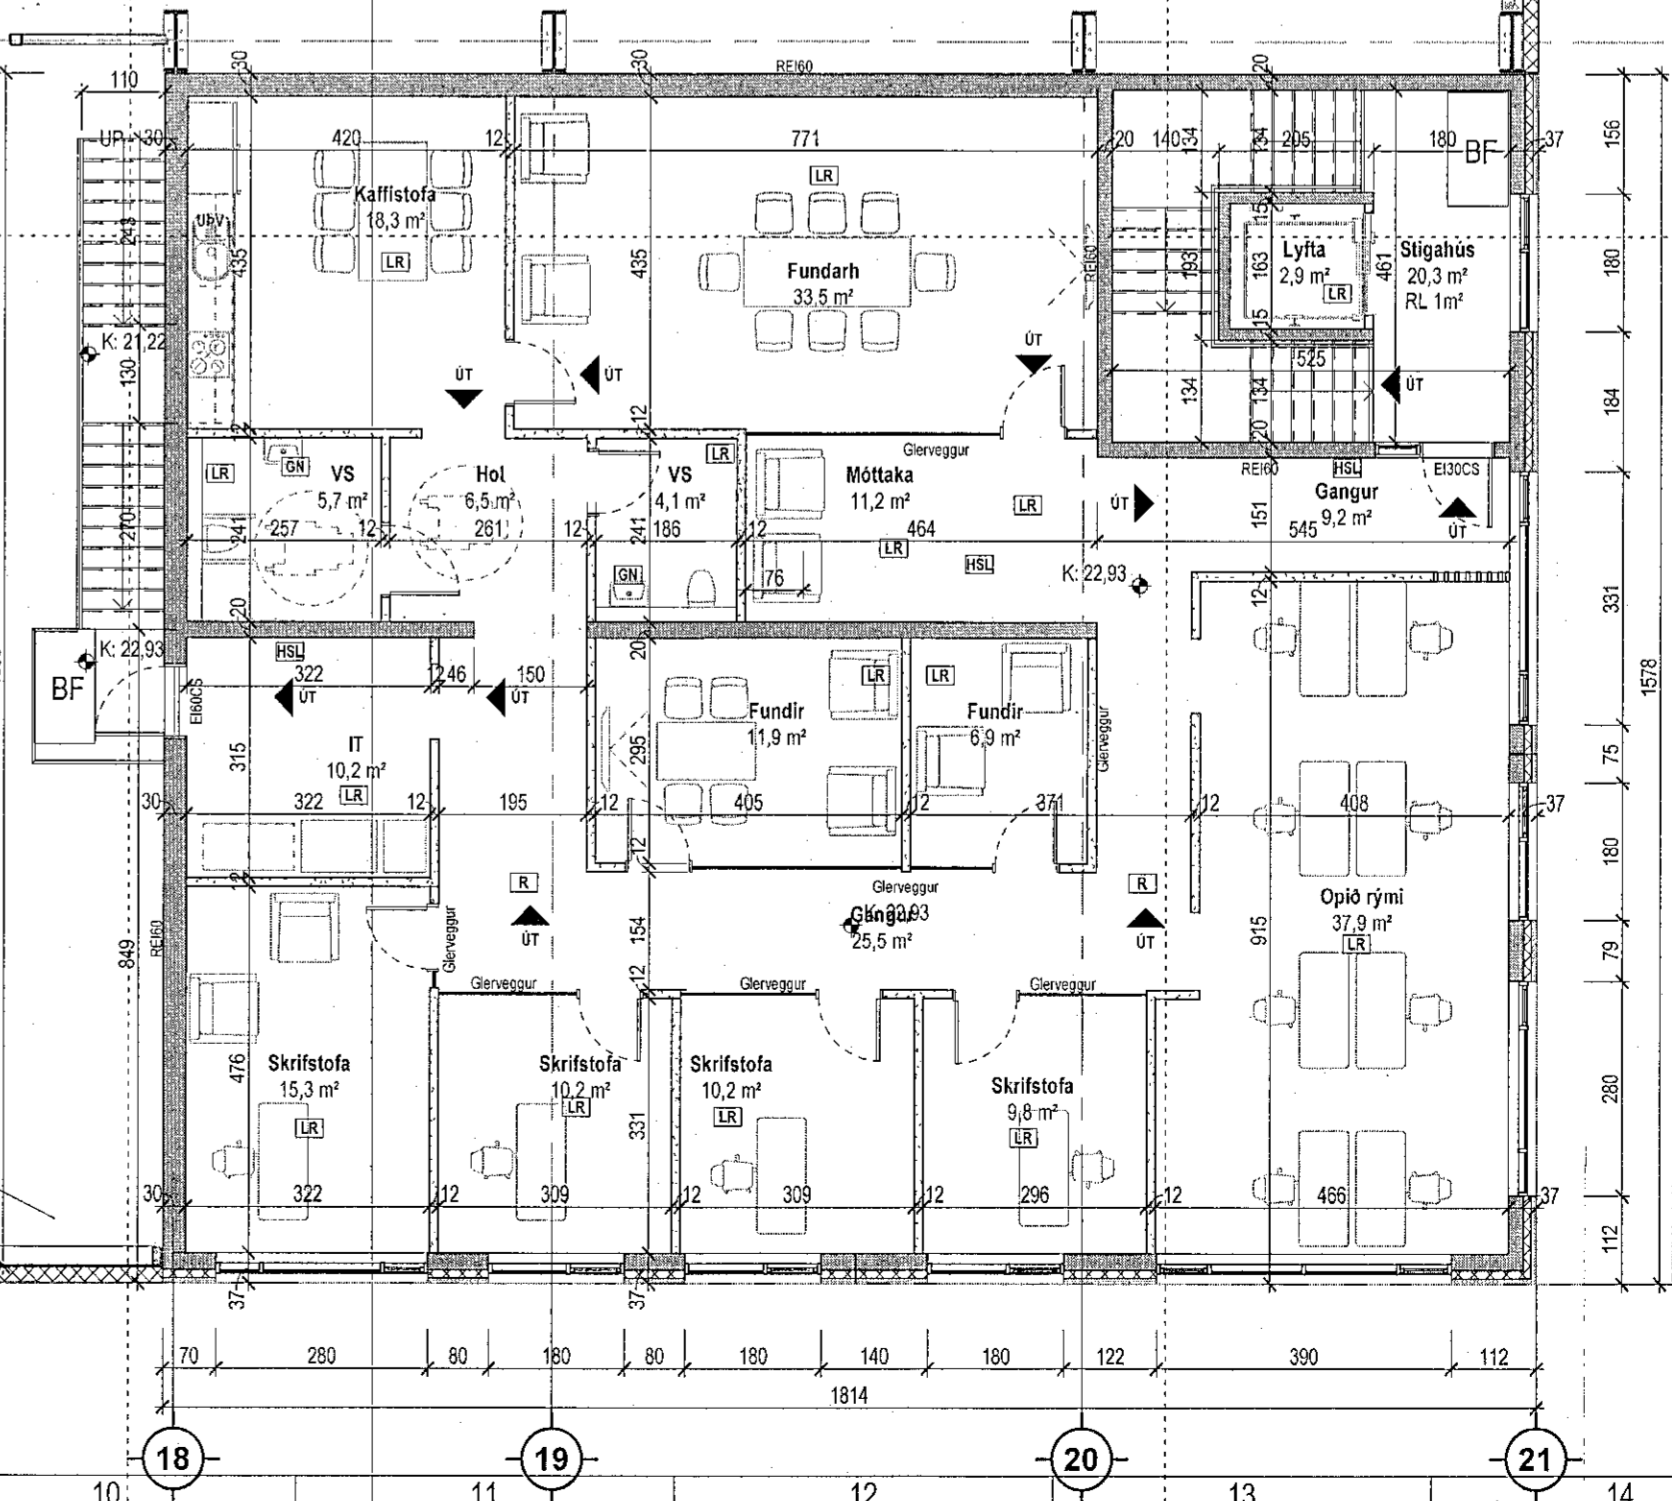 REI60
30
30
20
110
UP
30
420
12
771
20
140
134
134
205
180
BF
37
156
Kaffistofa
18,3 m²
LR
LR
243
UÞV
435
435
Fundarh
33,5 m²
REI60
193
15
163
15
Lyfta
2,9 m²
LR
461
Stigahús
20,3 m²
RL 1m²
180
K: 21,22
130
ÚT
ÚT
ÚT
525
ÚT
134
134
184
12
12
20
Glerveggur
REI60
HSL
EI30CS
LR
GN
VS
5,7 m²
Hol
6,5 m²
LR
VS
4,1 m²
Móttaka
11,2 m²
LR
ÚT
Gangur
9,2 m²
ÚT
151
545
270
241
257
12
261
12
241
186
12
464
LR
HSL
76
GN
K: 22,93
331
12
20
20
K: 22,93
BF
EI60CS
HSL
322
ÚT
12
46
150
ÚT
LR
LR
Fundir
11,9 m²
Fundir
6,9 m²
Glerveggur
1578
IT
10,2 m²
LR
315
295
75
30
322
12
195
12
405
12
371
12
408
37
12
12
180
R
R
Glerveggur
K: 22,93
Gangur
25,5 m²
Opið rými
37,9 m²
LR
REI60
849
Glerveggur
ÚT
154
ÚT
915
79
12
Glerveggur
Glerveggur
Glerveggur
476
Skrifstofa
15,3 m²
LR
Skrifstofa
10,2 m²
LR
Skrifstofa
10,2 m²
LR
Skrifstofa
9,8 m²
LR
331
280
30
322
12
309
12
309
12
296
12
466
37
112
37
37
70
280
80
180
80
180
140
180
122
390
112
1814
18
19
20
21
10
11
12
13
14